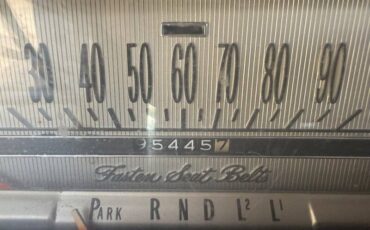 30 40 50 60 70 80 90
954457
Fasten Seat Belts
PARK R N D L² L¹